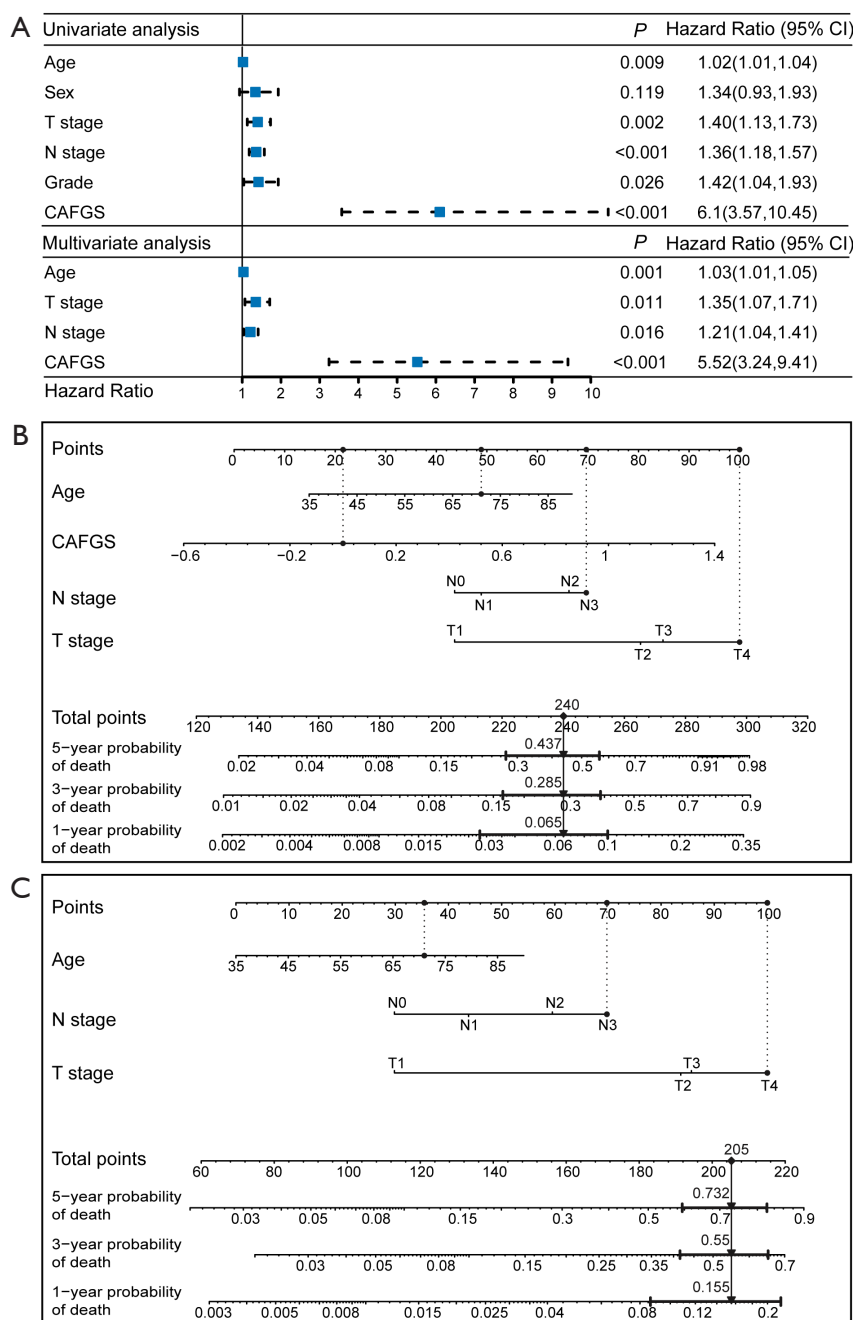 A
Univariate analysis P Hazard Ratio (95% CI)
Age 0.009 1.02(1.01,1.04)
Sex 0.119 1.34(0.93,1.93)
T stage 0.002 1.40(1.13,1.73)
N stage <0.001 1.36(1.18,1.57)
Grade 0.026 1.42(1.04,1.93)
CAFGS <0.001 6.1(3.57,10.45)
Multivariate analysis P Hazard Ratio (95% CI)
Age 0.001 1.03(1.01,1.05)
T stage 0.011 1.35(1.07,1.71)
N stage 0.016 1.21(1.04,1.41)
CAFGS <0.001 5.52(3.24,9.41)
Hazard Ratio 1 2 3 4 5 6 7 8 9 10
B
Points
0 10 20 30 40 50 60 70 80 90 100
Age
35 45 55 65 75 85
CAFGS
−0.6 −0.2 0.2 0.6 1 1.4
N0 N2
N stage
N1 N3
T1 T3
T stage
T2 T4
240
Total points
120 140 160 180 200 220 240 260 280 300 320
5−year probability of death
0.437
0.02 0.04 0.08 0.15 0.3 0.5 0.7 0.91 0.98
3−year probability of death
0.285
0.01 0.02 0.04 0.08 0.15 0.3 0.5 0.7 0.9
1−year probability of death
0.065
0.002 0.004 0.008 0.015 0.03 0.06 0.1 0.2 0.35
C
Points
0 10 20 30 40 50 60 70 80 90 100
Age
35 45 55 65 75 85
N0 N2
N stage
N1 N3
T1 T3
T stage
T2 T4
205
Total points
60 80 100 120 140 160 180 200 220
5−year probability of death
0.732
0.03 0.05 0.08 0.15 0.3 0.5 0.7 0.9
3−year probability of death
0.55
0.03 0.05 0.08 0.15 0.25 0.35 0.5 0.7
1−year probability of death
0.155
0.003 0.005 0.008 0.015 0.025 0.04 0.08 0.12 0.2